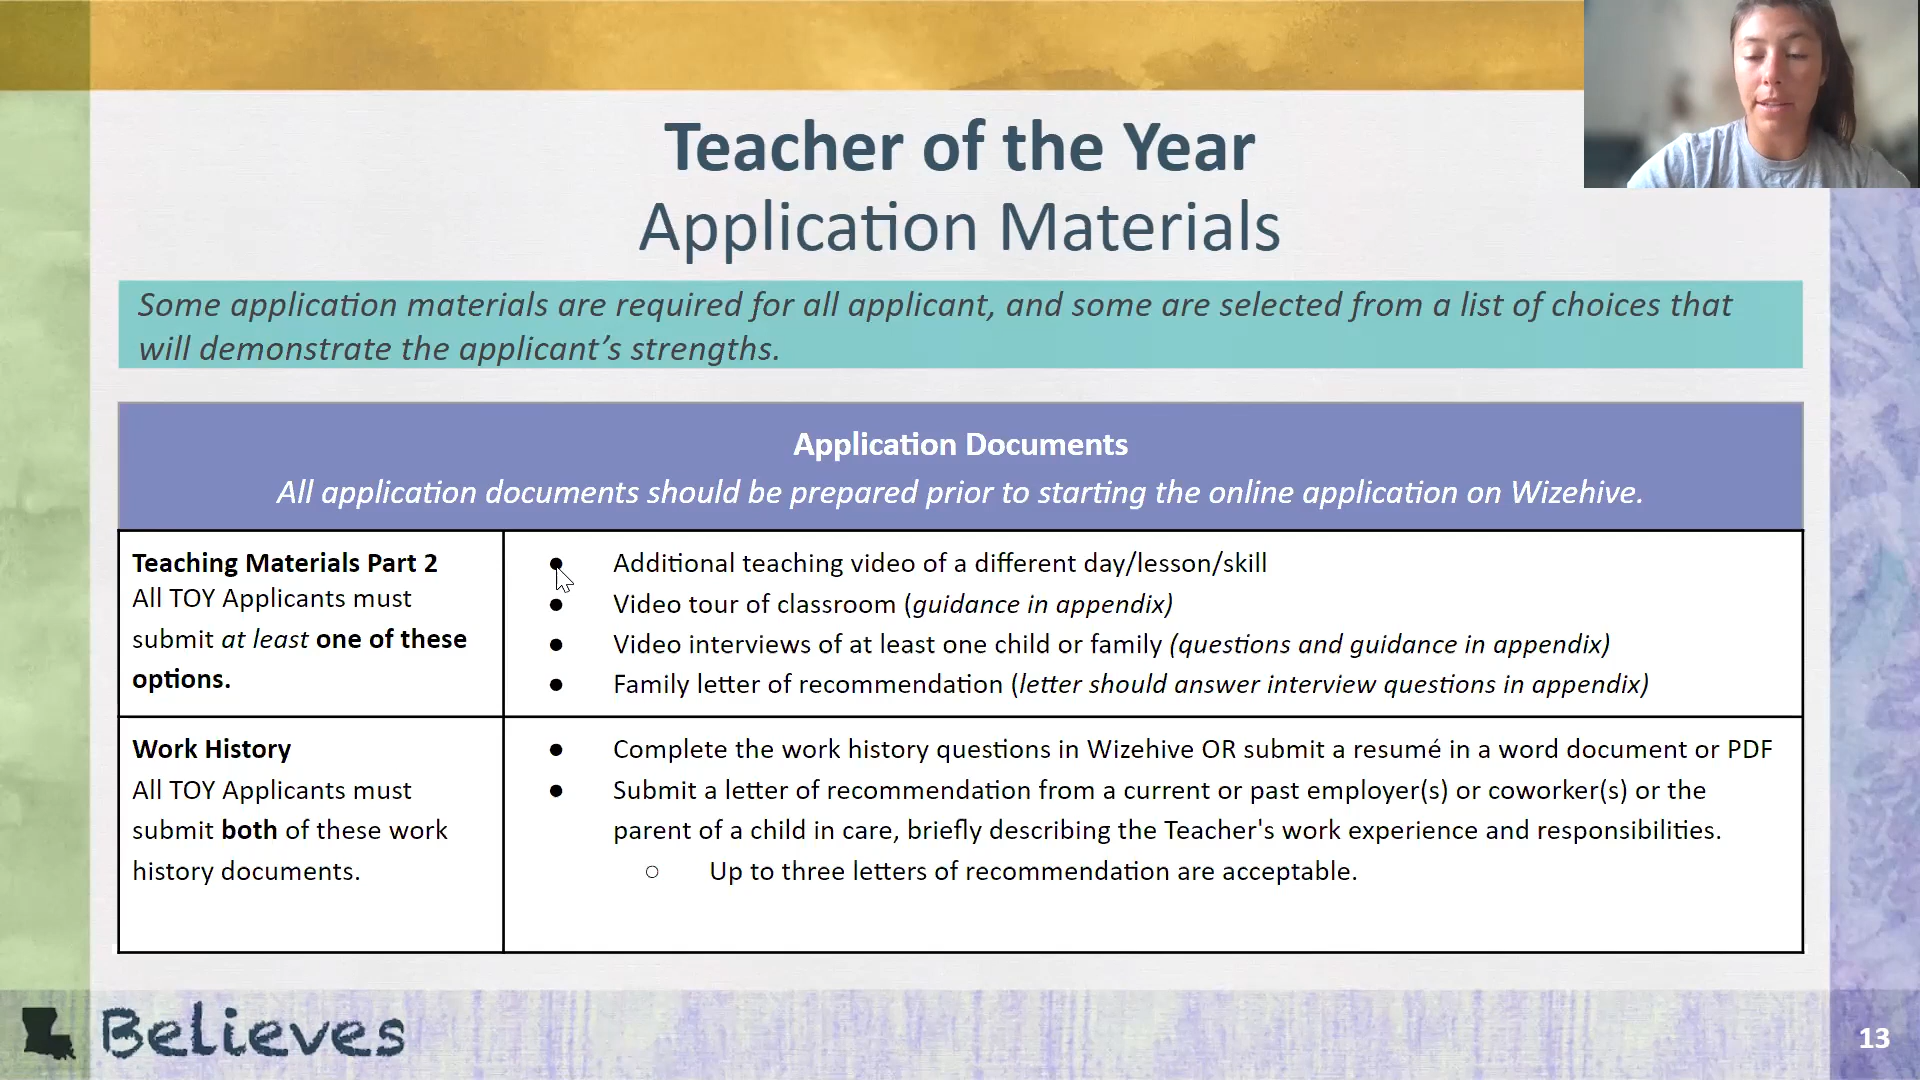 Teacher of the Year
Application Materials
Some application materials are required for all applicant, and some are selected from a list of choices that
will demonstrate the applicant’s strengths.
Application Documents
All application documents should be prepared prior to starting the online application on Wizehive.
Teaching Materials Part 2
All TOY Applicants must
submit at least one of these
options.
● Additional teaching video of a different day/lesson/skill
● Video tour of classroom (guidance in appendix)
● Video interviews of at least one child or family (questions and guidance in appendix)
● Family letter of recommendation (letter should answer interview questions in appendix)
Work History
All TOY Applicants must
submit both of these work
history documents.
● Complete the work history questions in Wizehive OR submit a resumé in a word document or PDF
● Submit a letter of recommendation from a current or past employer(s) or coworker(s) or the
parent of a child in care, briefly describing the Teacher's work experience and responsibilities.
○ Up to three letters of recommendation are acceptable.
Believes
13